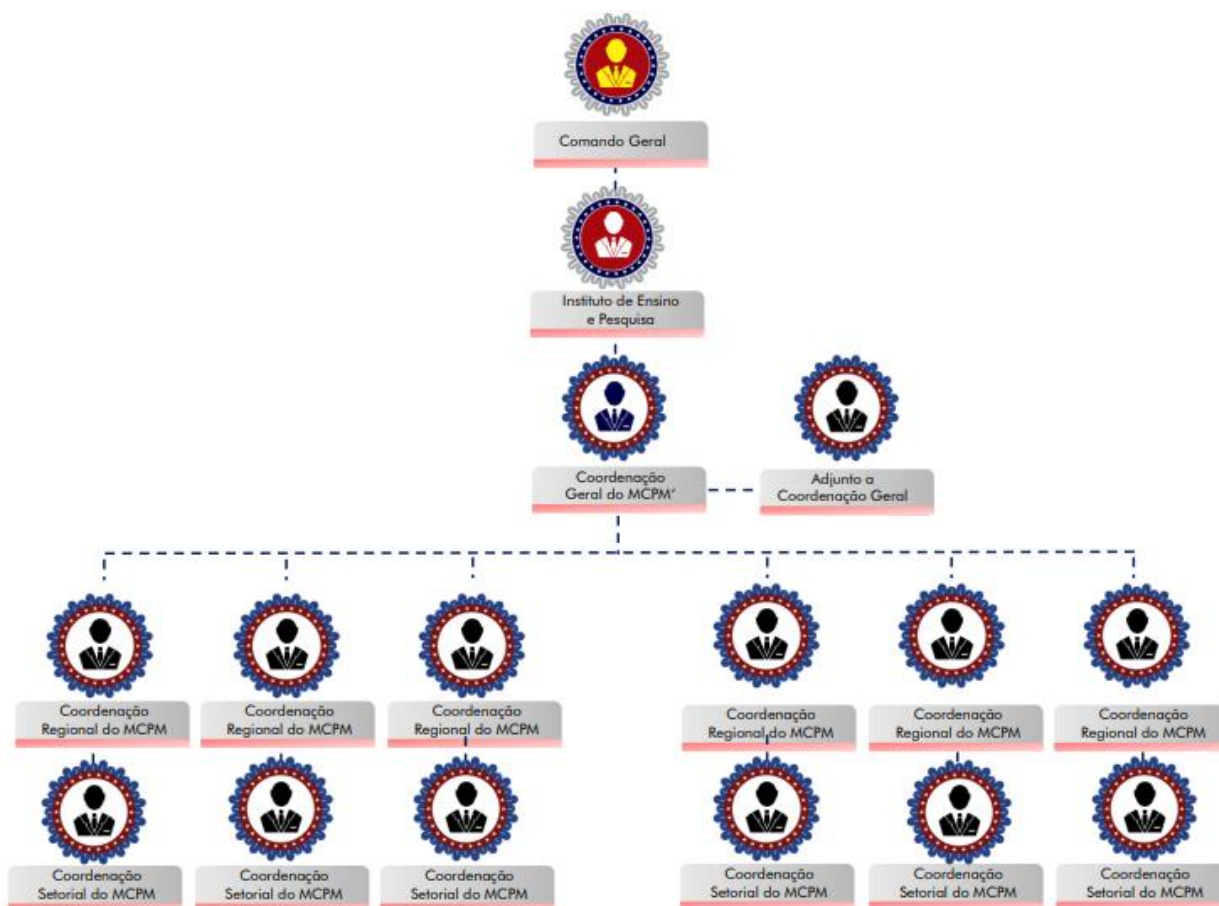 Comando Geral
Instituto de Ensino
e Pesquisa
Coordenação
Geral do MCPM"
Adjunto a
Coordenação Geral
Coordenação
Regional do MCPM
Coordenação
Regional do MCPM
Coordenação
Regional do MCPM
Coordenação
Regional do MCPM
Coordenação
Regional do MCPM
Coordenação
Regional do MCPM
Coordenação
Setorial do MCPM
Coordenação
Setorial do MCPM
Coordenação
Setorial do MCPM
Coordenação
Setorial do MCPM
Coordenação
Setorial do MCPM
Coordenação
Setorial do MCPM